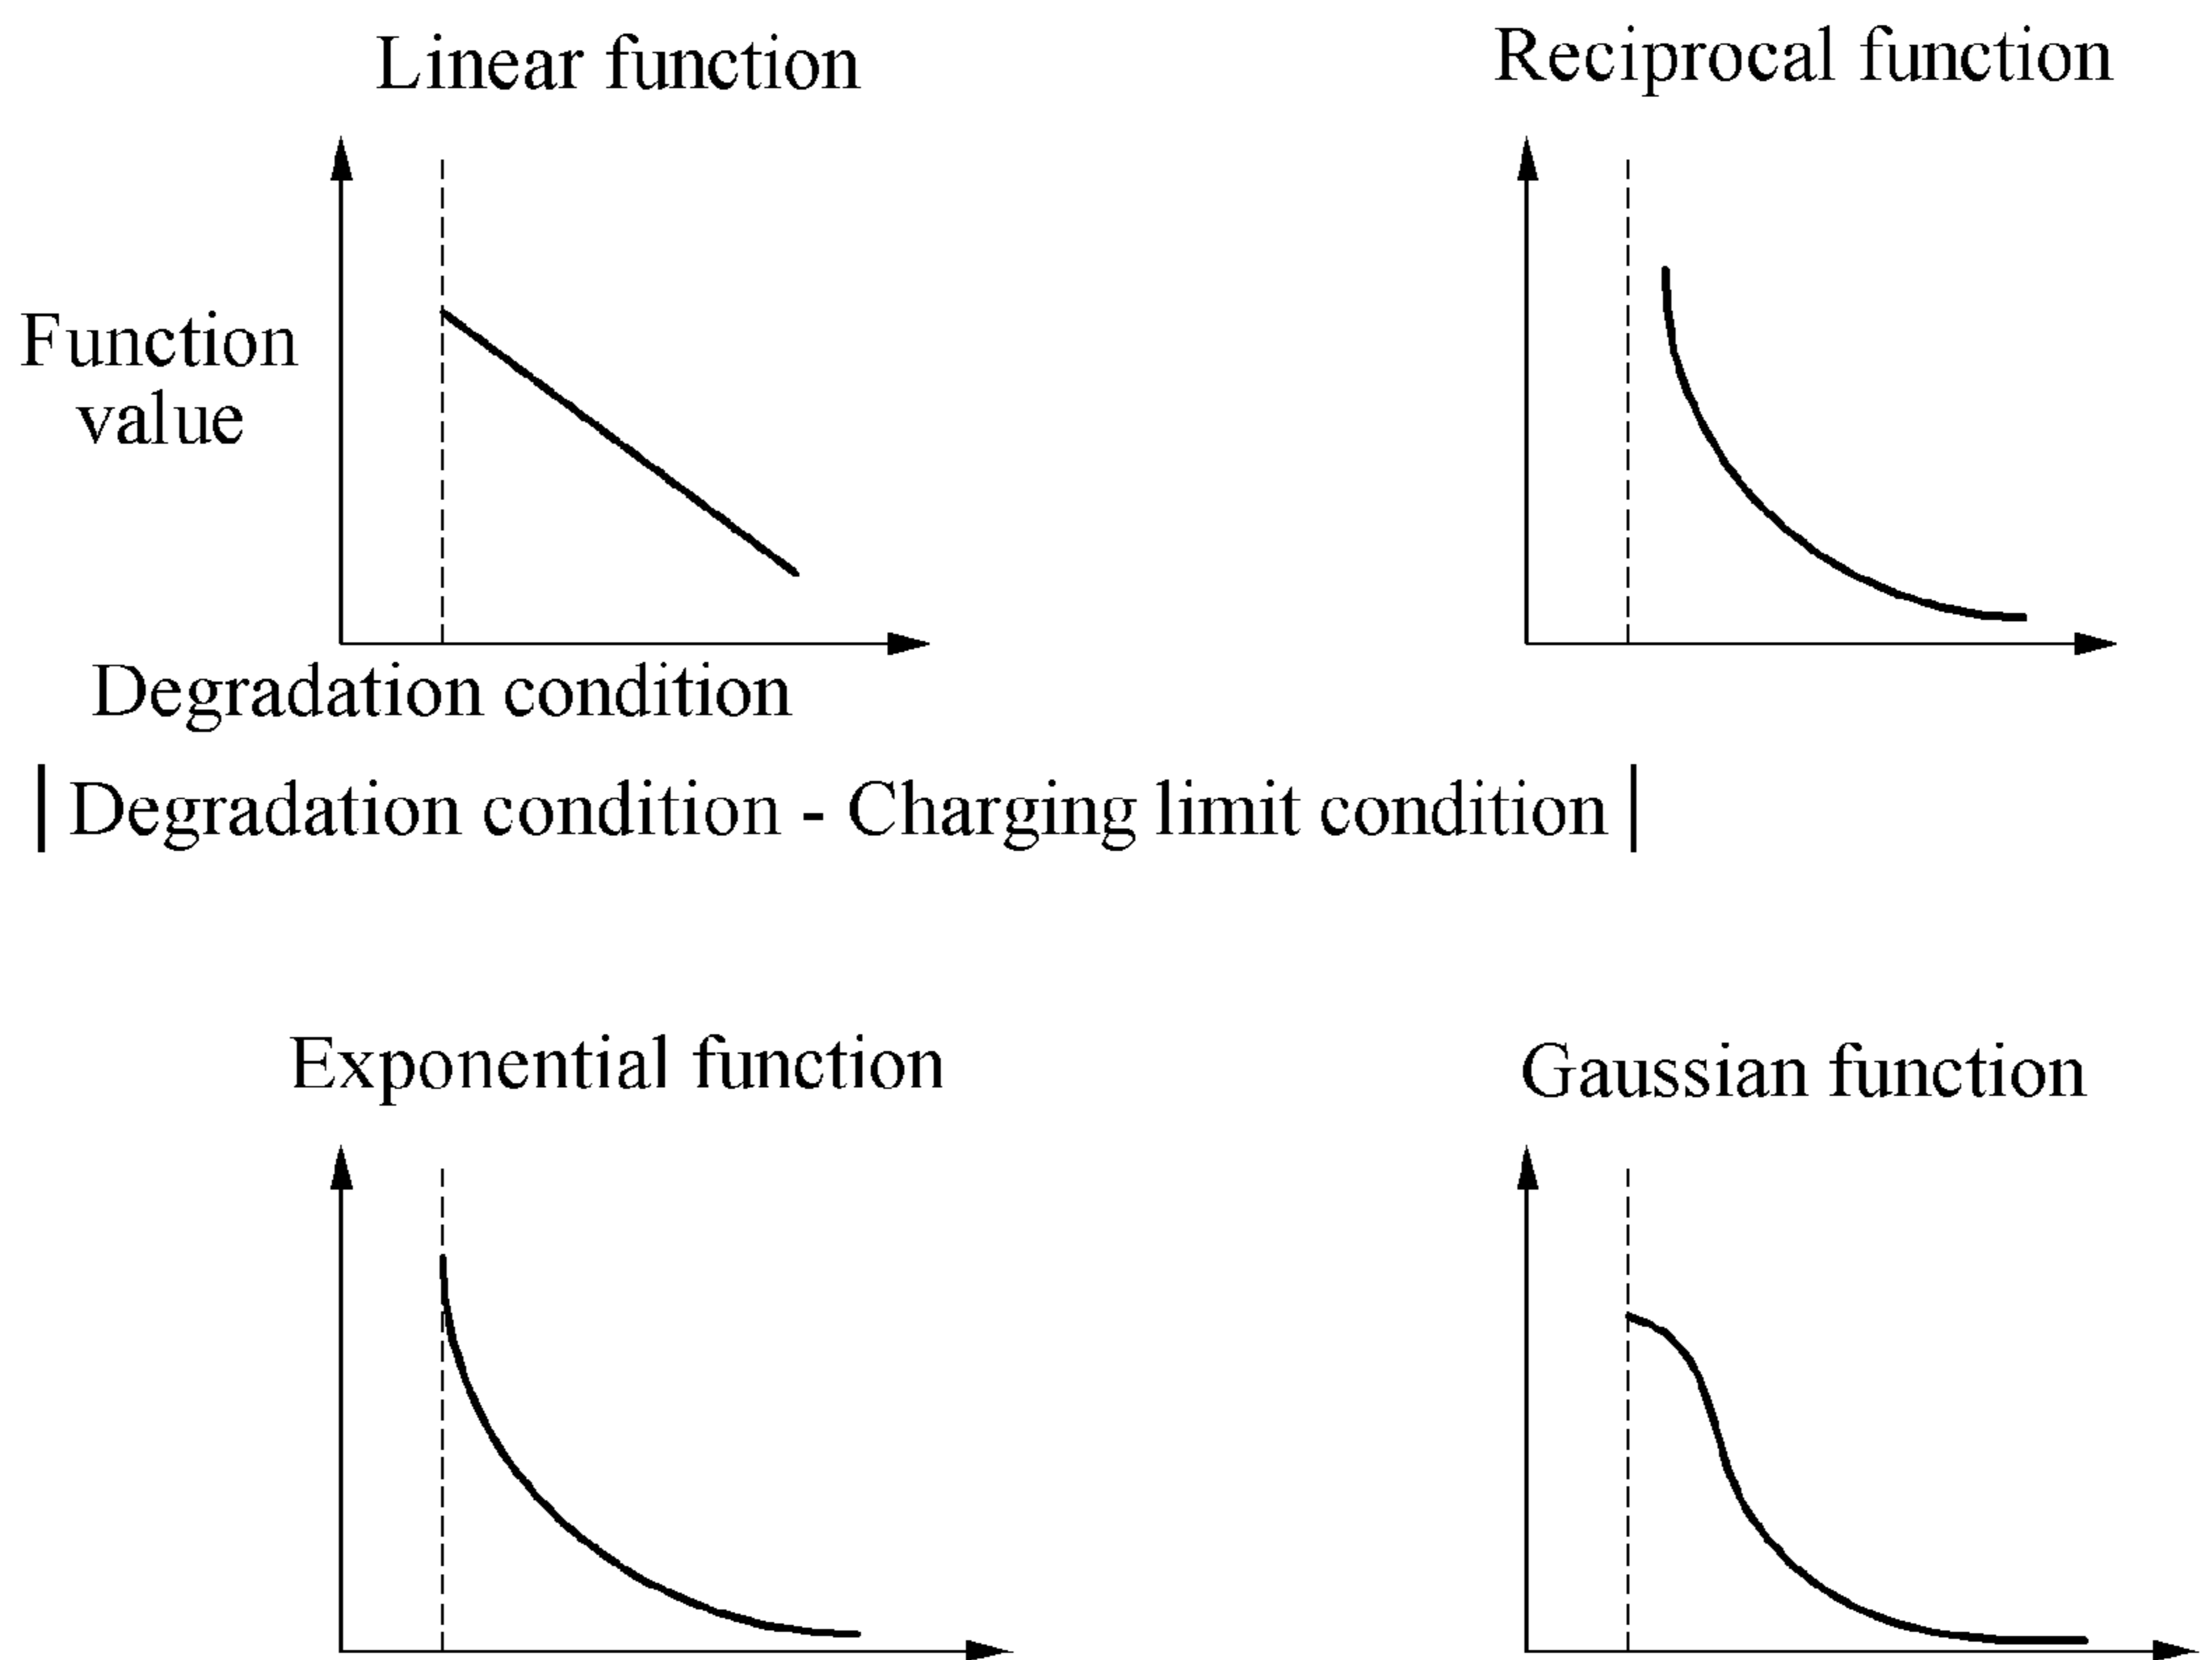 Linear function
Reciprocal function
Function
value
Degradation condition
| Degradation condition - Charging limit condition |
Exponential function
Gaussian function